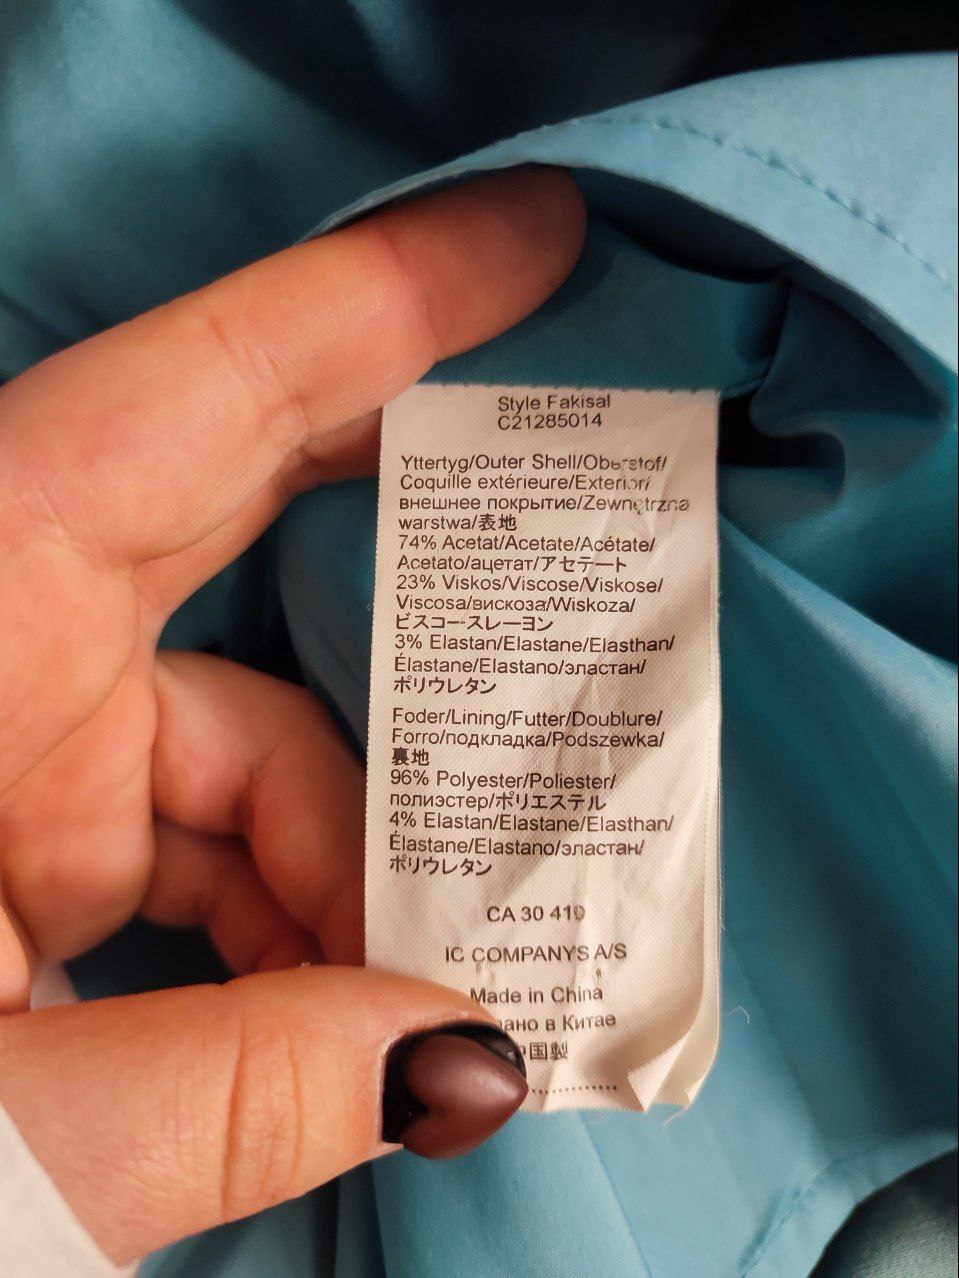 Style Fakisal
C21285014
Yttertyg/Outer Shell/Oberstof/
Coquille extérieure/Exterior/
внешнее покрытие/Zewnętrzna
warstwa/表地
74% Acetat/Acetate/Acétate/
Acetato/ацетат/アセテート
23% Viskos/Viscose/Viskose/
Viscosa/вискоза/Wiskoza/
ビスコースレーヨン
3% Elastan/Elastane/Elasthan/
Élastane/Elastano/эластан/
ポリウレタン
Foder/Lining/Futter/Doublure/
Forro/подкладка/Podszewka/
裏地
96% Polyester/Poliester/
полиэстер/ポリエステル
4% Elastan/Elastane/Elasthan/
Élastane/Elastano/эластан/
ポリウレタン
CA 30 410
IC COMPANYS A/S
Made in China
ано в Китае
中国製